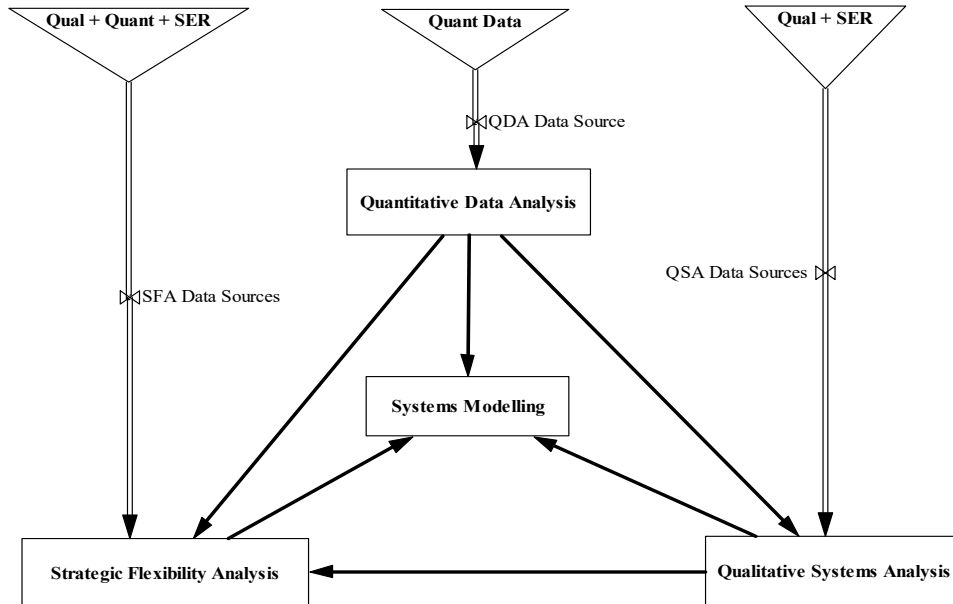 Qual + Quant + SER
Quant Data
Qual + SER
QDA Data Source
Quantitative Data Analysis
QSA Data Sources
SFA Data Sources
Systems Modelling
Strategic Flexibility Analysis
Qualitative Systems Analysis